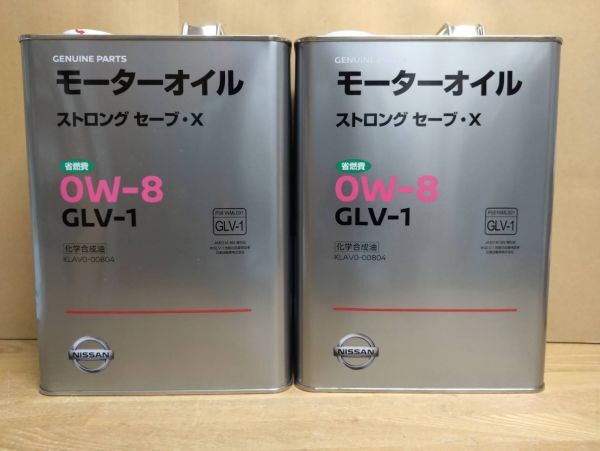 GENUINE PARTS
モーターオイル
ストロング セーブ・X
省燃費
0W-8
GLV-1
GLV-1
化学合成油
KLAV0-00804
NISSAN
GENUINE PARTS
モーターオイル
ストロング セーブ・X
省燃費
0W-8
GLV-1
GLV-1
化学合成油
KLAV0-00804
NISSAN